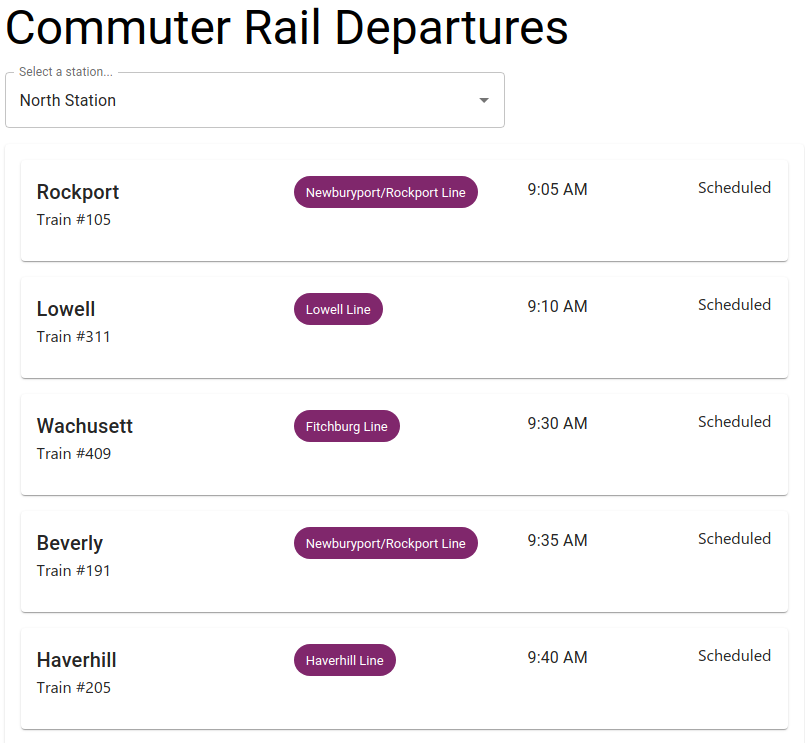 Commuter Rail Departures
Select a station...
North Station
Rockport
Newburyport/Rockport Line
9:05 AM
Scheduled
Train #105
Lowell
Lowell Line
9:10 AM
Scheduled
Train #311
Wachusett
Fitchburg Line
9:30 AM
Scheduled
Train #409
Beverly
Newburyport/Rockport Line
9:35 AM
Scheduled
Train #191
Haverhill
Haverhill Line
9:40 AM
Scheduled
Train #205